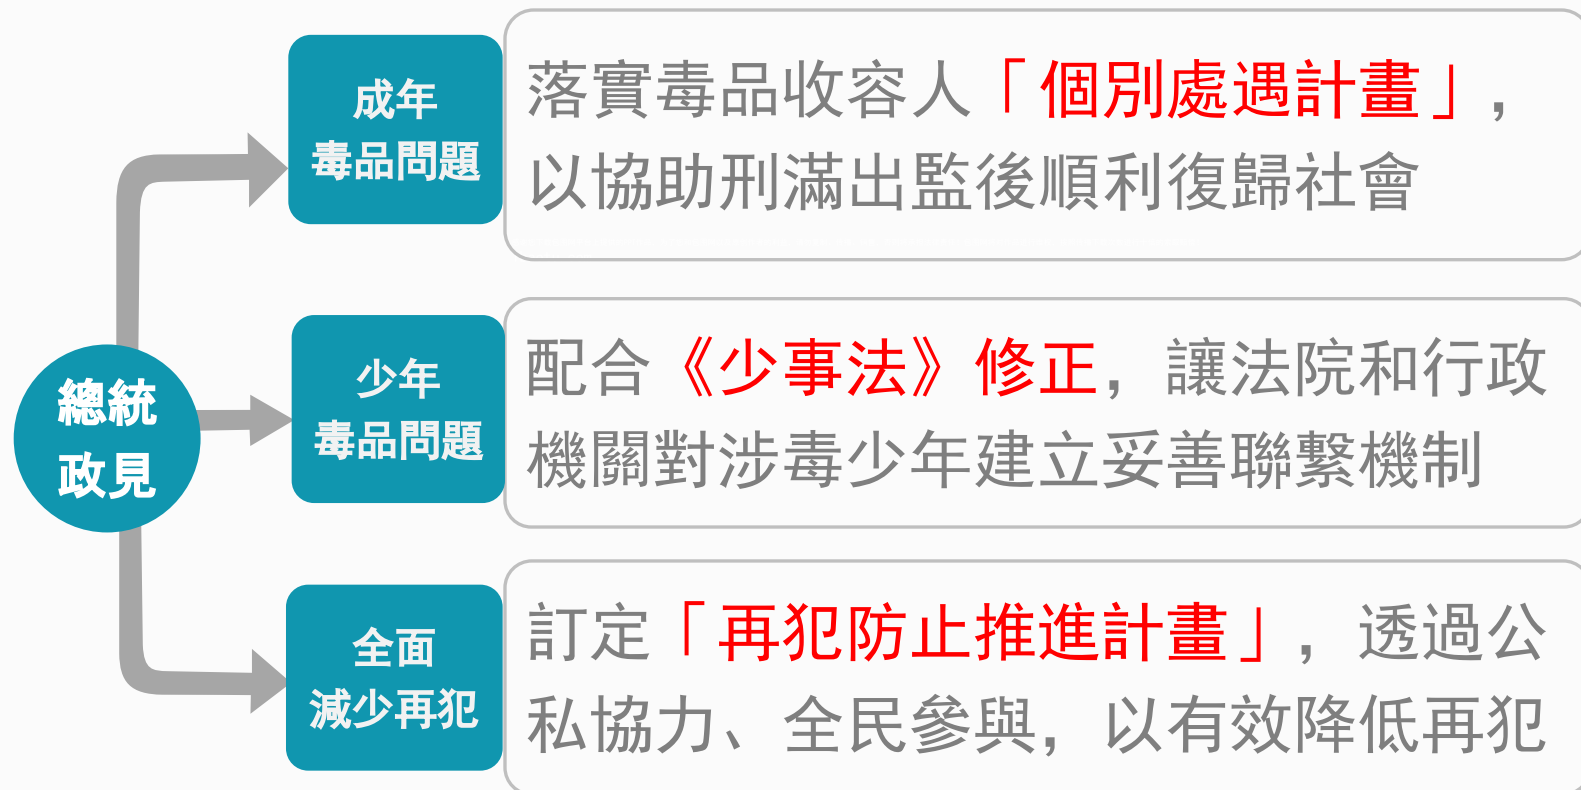 總統
政見
成年
毒品問題
落實毒品收容人「個別處遇計畫」,
以協助刑滿出監後順利復歸社會
少年
毒品問題
配合《少事法》修正,讓法院和行政
機關對涉毒少年建立妥善聯繫機制
全面
減少再犯
訂定「再犯防止推進計畫」,透過公
私協力、全民參與,以有效降低再犯